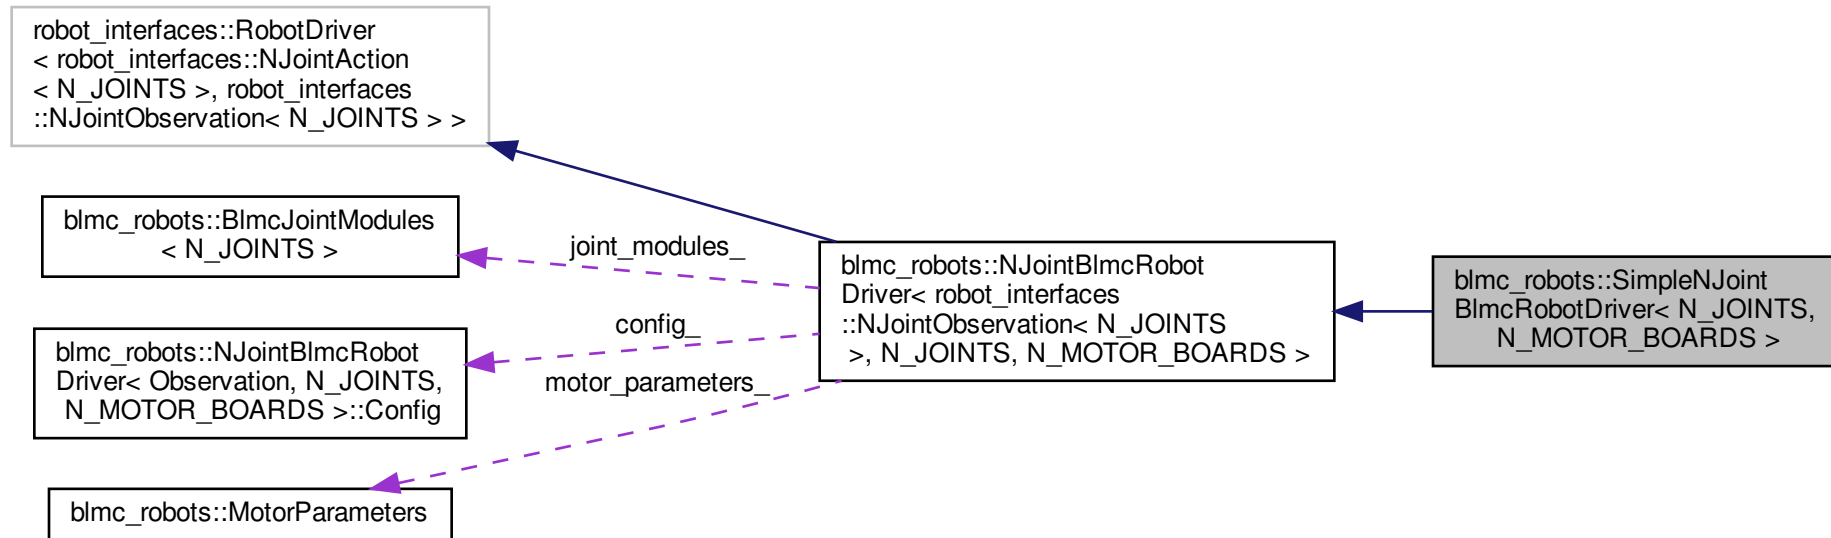 robot_interfaces::RobotDriver
< robot_interfaces::NJointAction
< N_JOINTS >, robot_interfaces
::NJointObservation< N_JOINTS > >
blmc_robots::BlmcJointModules
< N_JOINTS >
joint_modules_
blmc_robots::NJointBlmcRobot
Driver< Observation, N_JOINTS,
N_MOTOR_BOARDS >::Config
config_
motor_parameters_
blmc_robots::MotorParameters
blmc_robots::NJointBlmcRobot
Driver< robot_interfaces
::NJointObservation< N_JOINTS
>, N_JOINTS, N_MOTOR_BOARDS >
blmc_robots::SimpleNJoint
BlmcRobotDriver< N_JOINTS,
N_MOTOR_BOARDS >